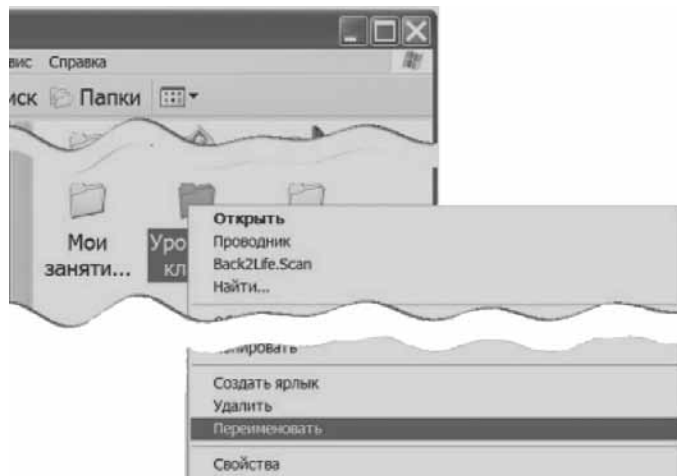 вис Справка
иск Папки
Мои
заняти...
Уро
кл
Открыть
Проводник
Back2Life.Scan
Найти...
Создать ярлык
Удалить
Переименовать
Свойства